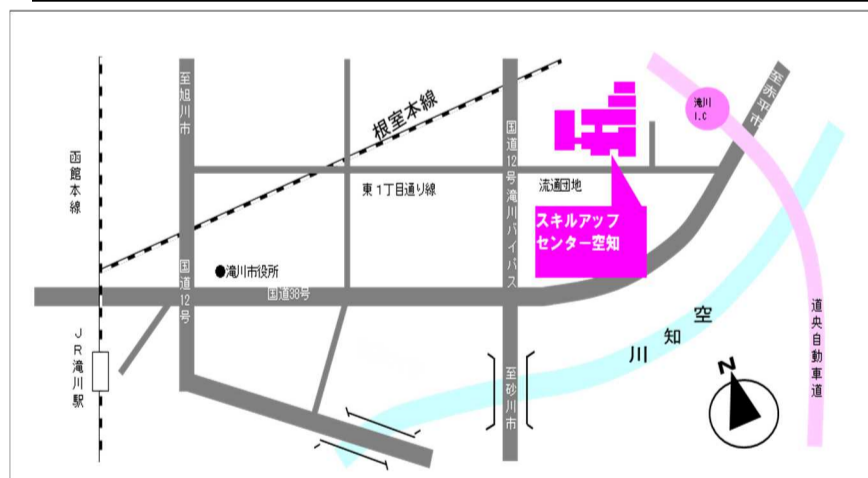 至旭川市
根室本線
函館本線
国道12号滝川バイパス
滝川
I.C
至赤平市
東1丁目通り線
流通団地
スキルアップ
センター空知
国道12号
●滝川市役所
国道38号
JR滝川駅
空知川
至砂川市
道央自動車道
N